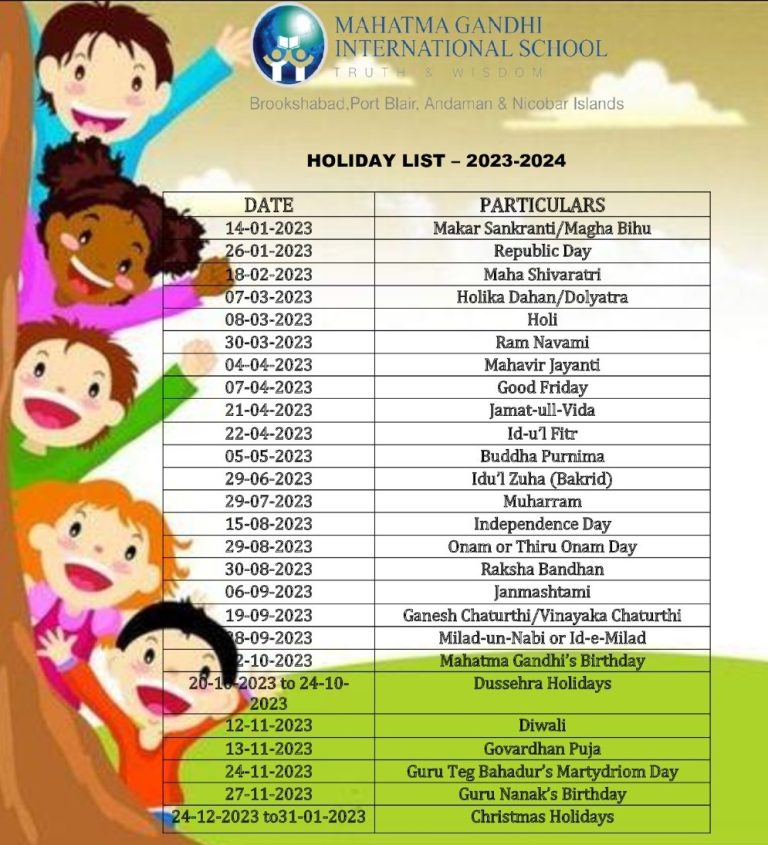 MAHATMA GANDHI
INTERNATIONAL SCHOOL
TRUTH & WISDOM
Brookshabad,Port Blair, Andaman & Nicobar Islands
HOLIDAY LIST – 2023-2024
DATE PARTICULARS
14-01-2023 Makar Sankranti/Magha Bihu
26-01-2023 Republic Day
18-02-2023 Maha Shivaratri
07-03-2023 Holika Dahan/Dolyatra
08-03-2023 Holi
30-03-2023 Ram Navami
04-04-2023 Mahavir Jayanti
07-04-2023 Good Friday
21-04-2023 Jamat-ull-Vida
22-04-2023 Id-u'l Fitr
05-05-2023 Buddha Purnima
29-06-2023 Idu'l Zuha (Bakrid)
29-07-2023 Muharram
15-08-2023 Independence Day
29-08-2023 Onam or Thiru Onam Day
30-08-2023 Raksha Bandhan
06-09-2023 Janmashtami
19-09-2023 Ganesh Chaturthi/Vinayaka Chaturthi
28-09-2023 Milad-un-Nabi or Id-e-Milad
2-10-2023 Mahatma Gandhi's Birthday
20-10-2023 to 24-10- Dussehra Holidays
2023
12-11-2023 Diwali
13-11-2023 Govardhan Puja
24-11-2023 Guru Teg Bahadur's Martydriom Day
27-11-2023 Guru Nanak's Birthday
24-12-2023 to31-01-2023 Christmas Holidays